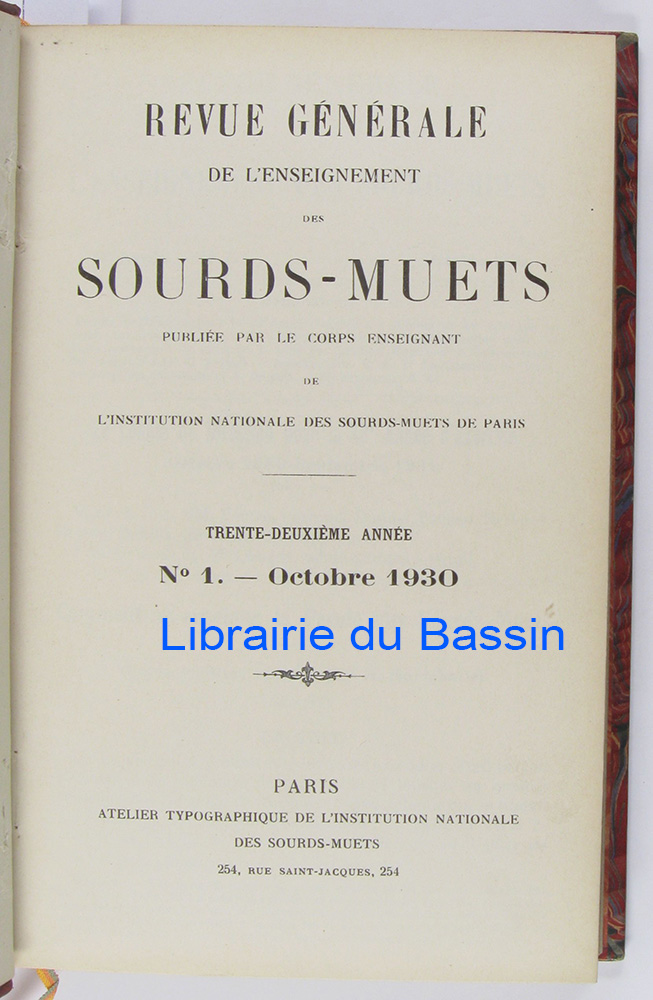 REVUE GÉNÉRALE
DE L'ENSEIGNEMENT
DES
SOURDS-MUETS
PUBLIÉE PAR LE CORPS ENSEIGNANT
DE
L'INSTITUTION NATIONALE DES SOURDS-MUETS DE PARIS
TRENTE-DEUXIÈME ANNÉE
Nº 1. — Octobre 1930
Librairie du Bassin
PARIS
ATELIER TYPOGRAPHIQUE DE L'INSTITUTION NATIONALE
DES SOURDS-MUETS
254, RUE SAINT-JACQUES, 254